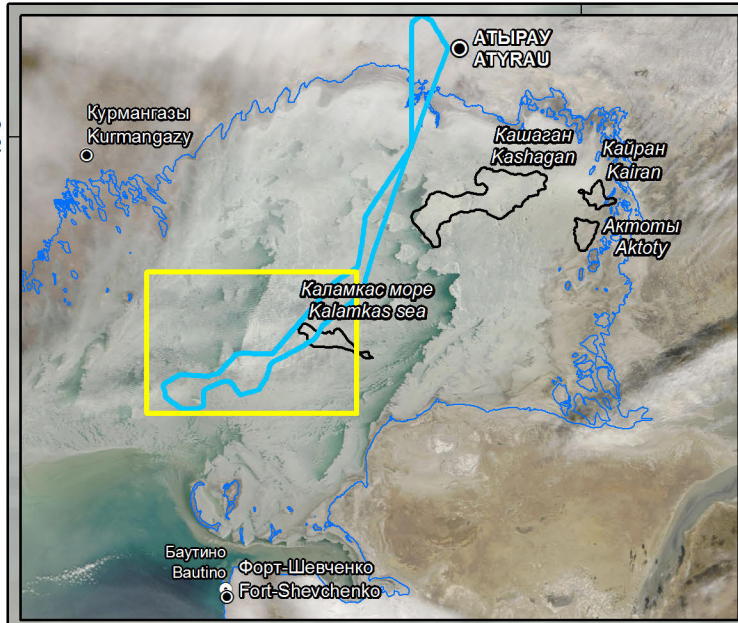 АТЫРАУ
ATYRAU
Курмангазы
Kurmangazy
Кашаган
Kashagan
Кайран
Kairan
Актоты
Aktoty
Каламкас море
Kalamkas sea
Баутино
Bautino
Форт-Шевченко
Fort-Shevchenko